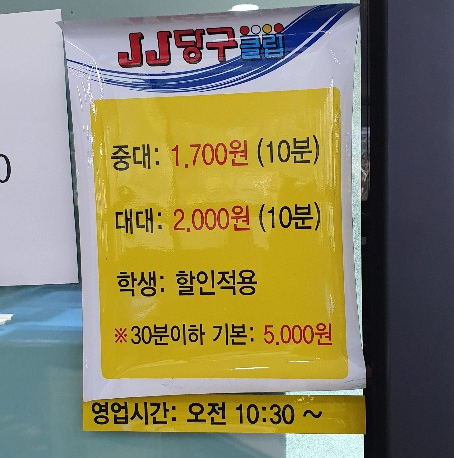 JJ당구클럽
중대: 1.700원 (10분)
대대: 2.000원 (10분)
학생: 할인적용
※30분이하 기본: 5.000원
영업시간: 오전 10:30 ~
0